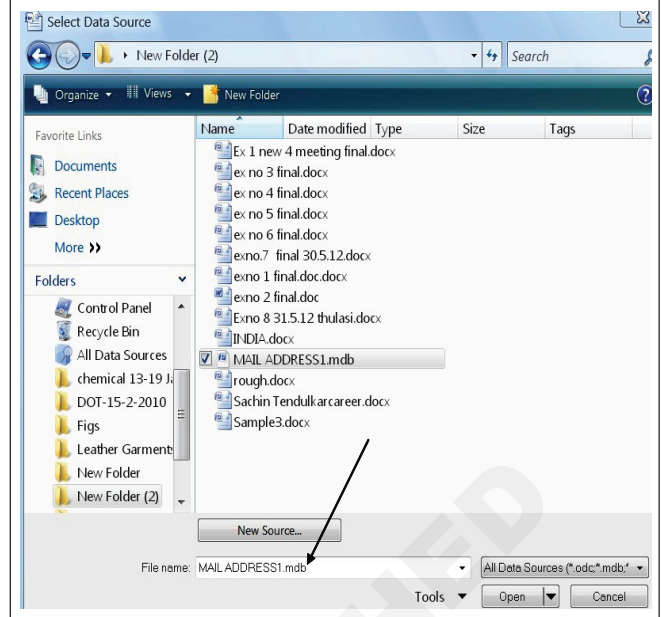 Select Data Source
New Folder (2)
Search
Organize
Views
New Folder
Favorite Links
Documents
Recent Places
Desktop
More
Folders
Control Panel
Recycle Bin
All Data Sources
chemical 13-19 J
DOT-15-2-2010
Figs
Leather Garment
New Folder
New Folder (2)
Name Date modified Type Size Tags
Ex 1 new 4 meeting final.docx
ex no 3 final.docx
ex no 4 final.docx
ex no 5 final.docx
ex no 6 final.docx
exno.7 final 30.5.12.docx
exno 1 final.doc.docx
exno 2 final.doc
Exno 8 31.5.12 thulasi.docx
INDIA.docx
MAIL ADDRESS1.mdb
rough.docx
Sachin Tendulkarcareer.docx
Sample3.docx
New Source...
File name: MAIL ADDRESS1.mdb
All Data Sources (*.odc;*.mdb;*
Tools Open Cancel